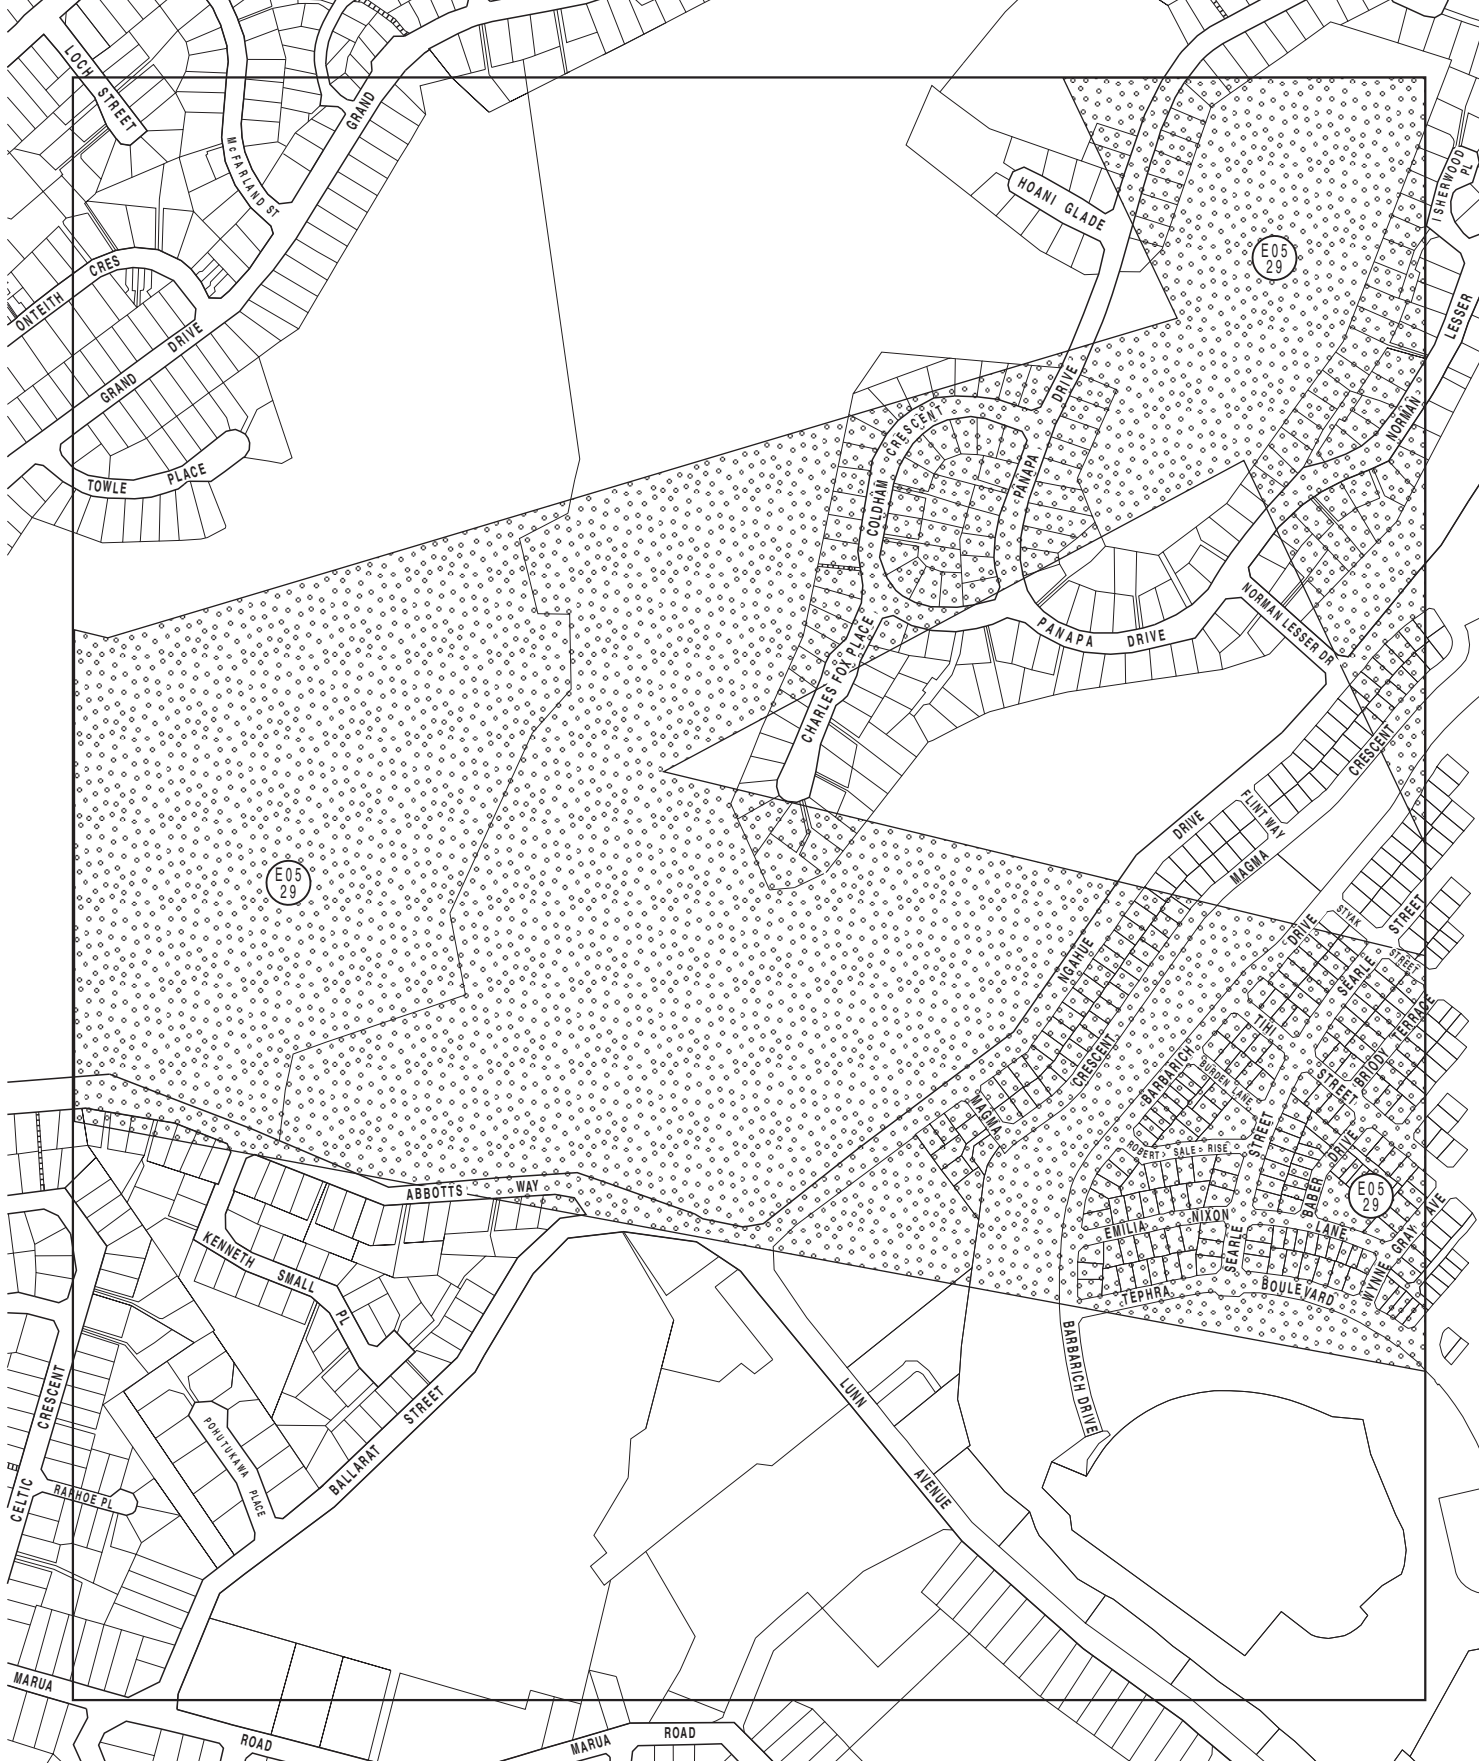 LOCH STREET
McFARLAND ST
GRAND
HOANI GLADE
ISHERWOOD PL
E05
29
ONTEITH CRES
GRAND DRIVE
LESSER
NORMAN
TOWLE PLACE
COLDHAM CRESCENT
PANAPA DRIVE
CHARLES FOX PLACE
PANAPA DRIVE
NORMAN LESSER DR
CRESCENT
FLINT WAY
DRIVE
MAGMA
E05
29
STYAK
STREET
STREET
DRIVE
SEARLE
NGAHUE
CRESCENT
MAGMA
TIHI
BARBARICH
BURDEN LANE
STREET
BRIODY TERRACE
STREET
DRIVE
ROBERT SALE RISE
BABER
E05
29
EMILIA NIXON
LANE
SEARLE
WYNNE GRAY AVE
TEPHRA
BOULEVARD
ABBOTTS WAY
KENNETH SMALL PL
BARBARICH DRIVE
LUNN AVENUE
BALLARAT STREET
POHUTUKAWA PLACE
CELTIC CRESCENT
RAPHOE PL
MARUA ROAD
MARUA ROAD